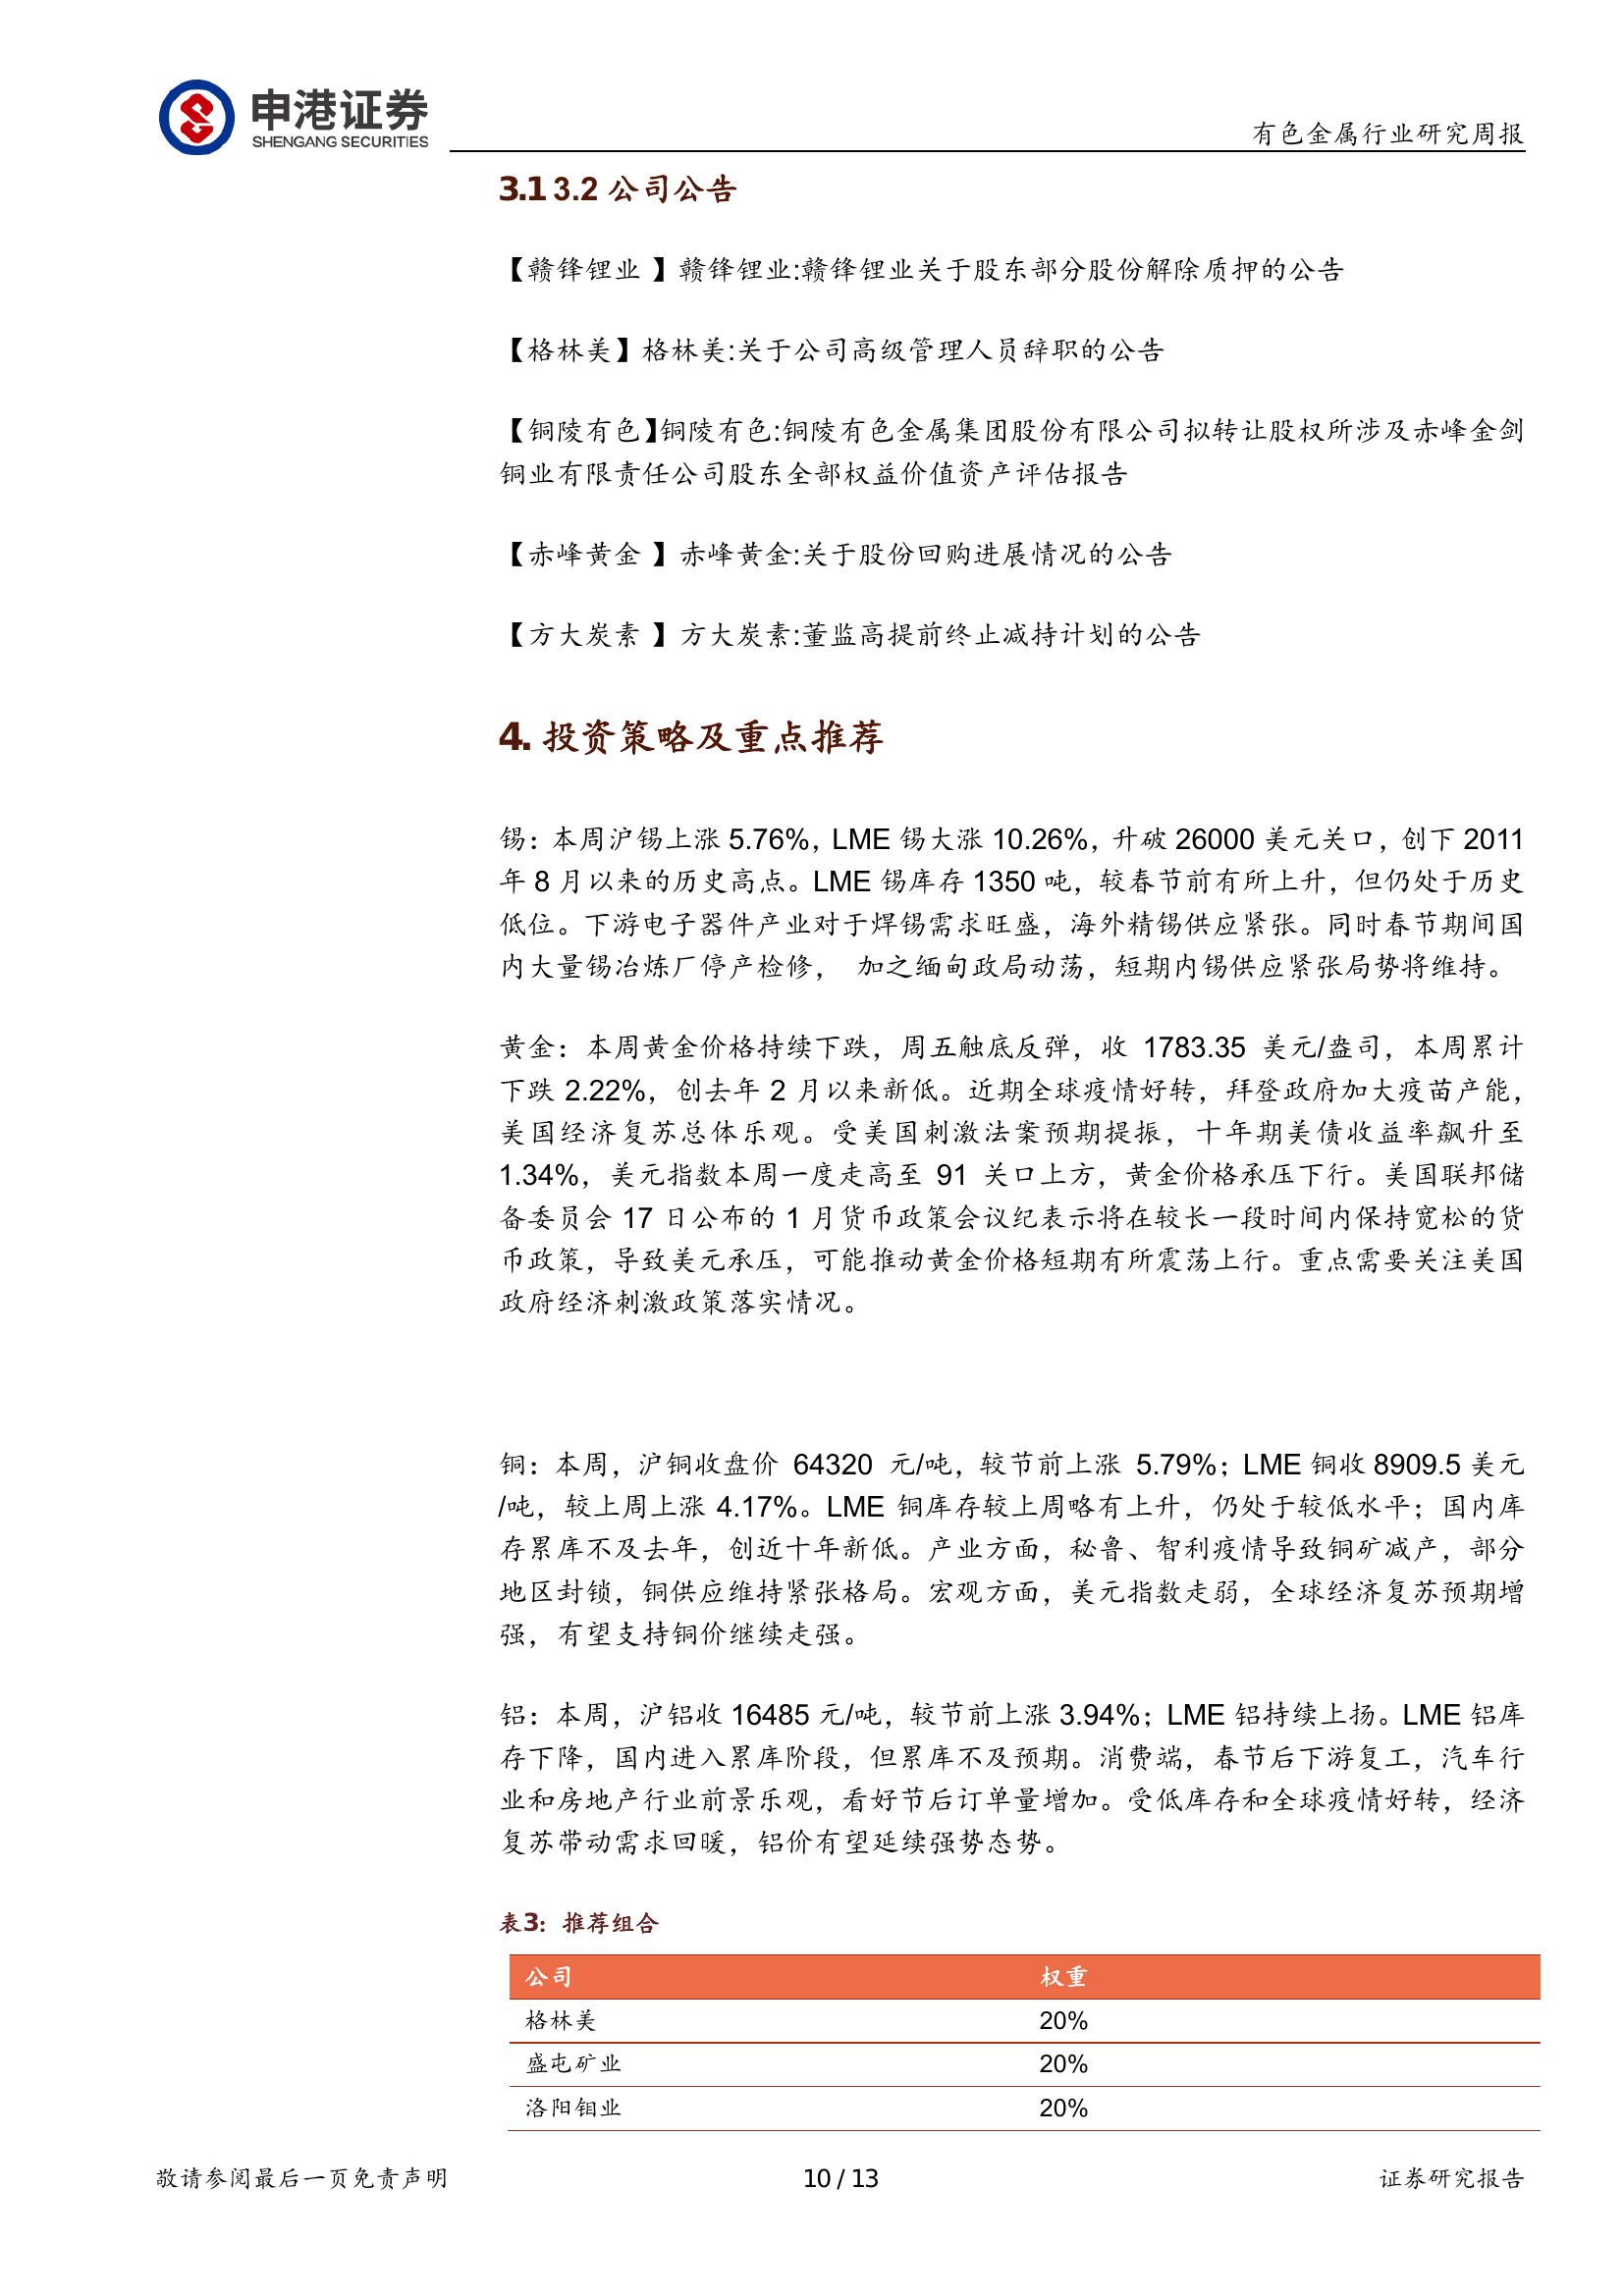 申港证券
SHENGANG SECURITIES
有色金属行业研究周报
3.1 3.2 公司公告
【赣锋锂业 】赣锋锂业:赣锋锂业关于股东部分股份解除质押的公告
【格林美】格林美:关于公司高级管理人员辞职的公告
【铜陵有色】铜陵有色:铜陵有色金属集团股份有限公司拟转让股权所涉及赤峰金剑
铜业有限责任公司股东全部权益价值资产评估报告
【赤峰黄金 】赤峰黄金:关于股份回购进展情况的公告
【方大炭素 】方大炭素:董监高提前终止减持计划的公告
4. 投资策略及重点推荐
锡：本周沪锡上涨 5.76%，LME 锡大涨 10.26%，升破 26000 美元关口，创下 2011
年 8 月以来的历史高点。LME 锡库存 1350 吨，较春节前有所上升，但仍处于历史
低位。下游电子器件产业对于焊锡需求旺盛，海外精锡供应紧张。同时春节期间国
内大量锡冶炼厂停产检修， 加之缅甸政局动荡，短期内锡供应紧张局势将维持。
黄金：本周黄金价格持续下跌，周五触底反弹，收 1783.35 美元/盎司，本周累计
下跌 2.22%，创去年 2 月以来新低。近期全球疫情好转，拜登政府加大疫苗产能，
美国经济复苏总体乐观。受美国刺激法案预期提振，十年期美债收益率飙升至
1.34%，美元指数本周一度走高至 91 关口上方，黄金价格承压下行。美国联邦储
备委员会 17 日公布的 1 月货币政策会议纪表示将在较长一段时间内保持宽松的货
币政策，导致美元承压，可能推动黄金价格短期有所震荡上行。重点需要关注美国
政府经济刺激政策落实情况。
铜：本周，沪铜收盘价 64320 元/吨，较节前上涨 5.79%；LME 铜收 8909.5 美元
/吨，较上周上涨 4.17%。LME 铜库存较上周略有上升，仍处于较低水平；国内库
存累库不及去年，创近十年新低。产业方面，秘鲁、智利疫情导致铜矿减产，部分
地区封锁，铜供应维持紧张格局。宏观方面，美元指数走弱，全球经济复苏预期增
强，有望支持铜价继续走强。
铝：本周，沪铝收 16485 元/吨，较节前上涨 3.94%；LME 铝持续上扬。LME 铝库
存下降，国内进入累库阶段，但累库不及预期。消费端，春节后下游复工，汽车行
业和房地产行业前景乐观，看好节后订单量增加。受低库存和全球疫情好转，经济
复苏带动需求回暖，铝价有望延续强势态势。
表3：推荐组合
公司 权重
格林美 20%
盛屯矿业 20%
洛阳钼业 20%
敬请参阅最后一页免责声明 10 / 13 证券研究报告